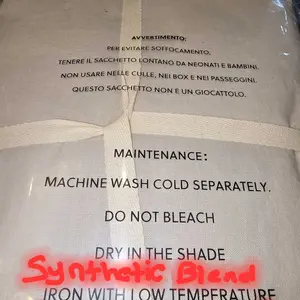 AVVERTIMENTO:
PER EVITARE SOFFOCAMENTO,
TENERE IL SACCHETTO LONTANO DA NEONATI E BAMBINI.
NON USARE NELLE CULLE, NEI BOX E NEI PASSEGGINI.
QUESTO SACCHETTO NON È UN GIOCATTOLO.
MAINTENANCE:
MACHINE WASH COLD SEPARATELY.
DO NOT BLEACH
DRY IN THE SHADE
Synthetic Blend
IRON WITH LOW TEMPERATURE